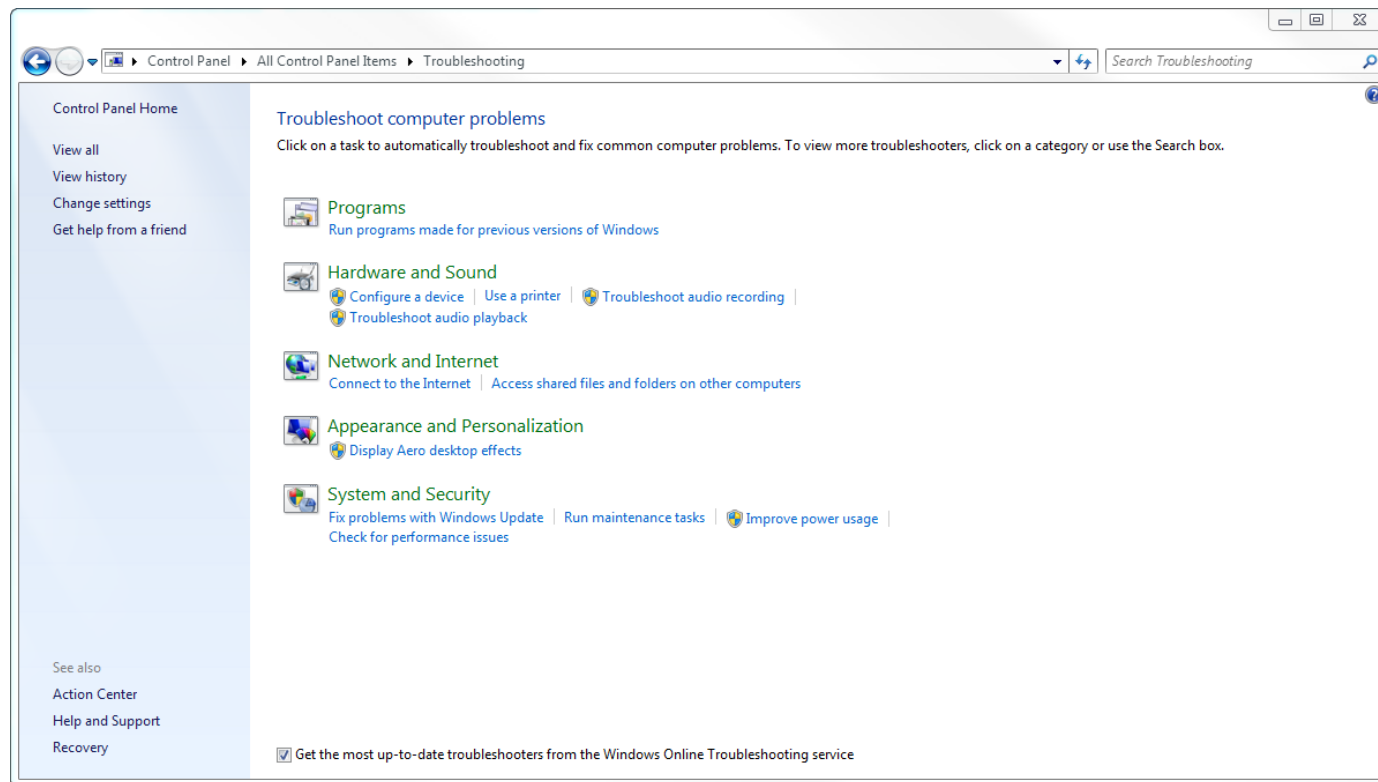 Control Panel All Control Panel Items Troubleshooting Search Troubleshooting
Control Panel Home
View all
View history
Change settings
Get help from a friend
See also
Action Center
Help and Support
Recovery
Troubleshoot computer problems
Click on a task to automatically troubleshoot and fix common computer problems. To view more troubleshooters, click on a category or use the Search box.
Programs
Run programs made for previous versions of Windows
Hardware and Sound
Configure a device Use a printer Troubleshoot audio recording
Troubleshoot audio playback
Network and Internet
Connect to the Internet Access shared files and folders on other computers
Appearance and Personalization
Display Aero desktop effects
System and Security
Fix problems with Windows Update Run maintenance tasks Improve power usage
Check for performance issues
Get the most up-to-date troubleshooters from the Windows Online Troubleshooting service